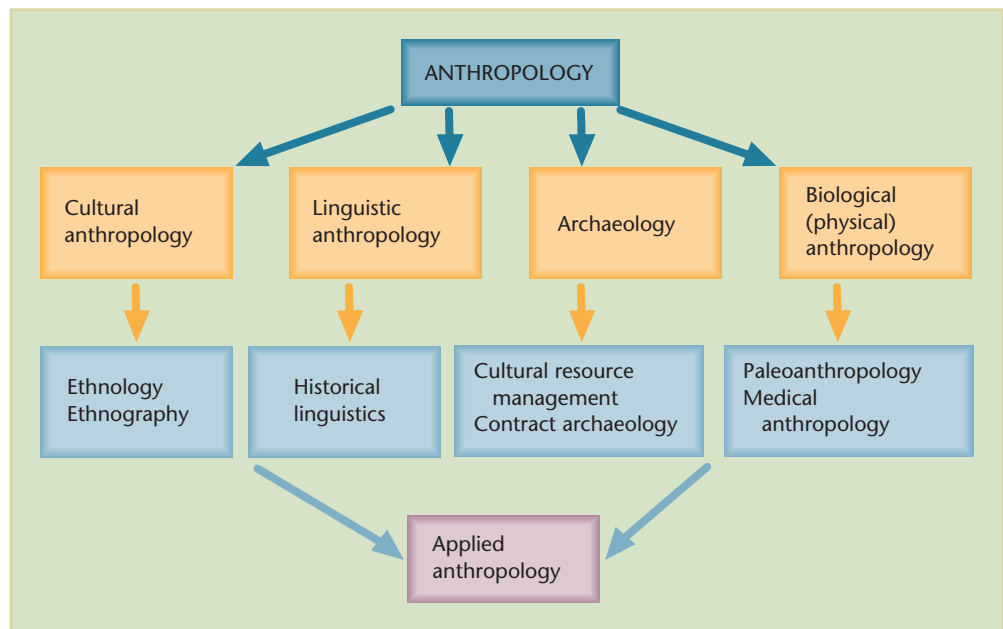 ANTHROPOLOGY
Cultural
anthropology
Linguistic
anthropology
Archaeology
Biological
(physical)
anthropology
Ethnology
Ethnography
Historical
linguistics
Cultural resource
management
Contract archaeology
Paleoanthropology
Medical
anthropology
Applied
anthropology